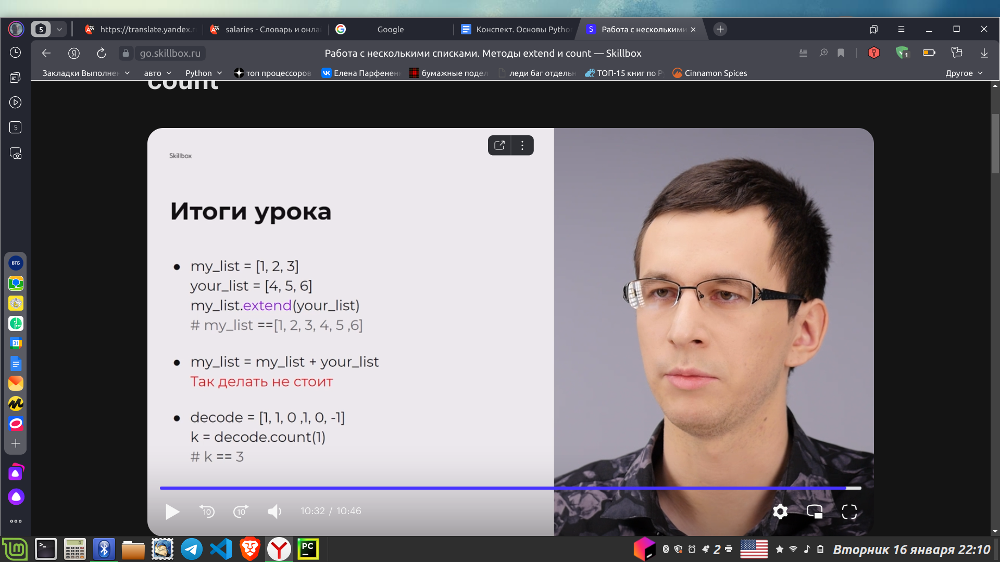 5
https://translate.yandex.r
salaries - Словарь и онла
Google
Конспект. Основы Pytho
S
Работа с несколькими
go.skillbox.ru
Работа с несколькими списками. Методы extend и count — Skillbox
1
Закладки Выполнен
авто
Python
топ процессоров
Елена Парфенен
бумажные подел
леди баг отдельн
ТОП-15 книг по Р
Cinnamon Spices
Другое
count
5
Skillbox
Итоги урока
my_list = [1, 2, 3]
your_list = [4, 5, 6]
my_list.extend(your_list)
# my_list ==[1, 2, 3, 4, 5 ,6]
my_list = my_list + your_list
Так делать не стоит
decode = [1, 1, 0 ,1, 0, -1]
k = decode.count(1)
# k == 3
ВТБ
31
10
10
10:32 / 10:46
PC
2
Вторник 16 января 22:10